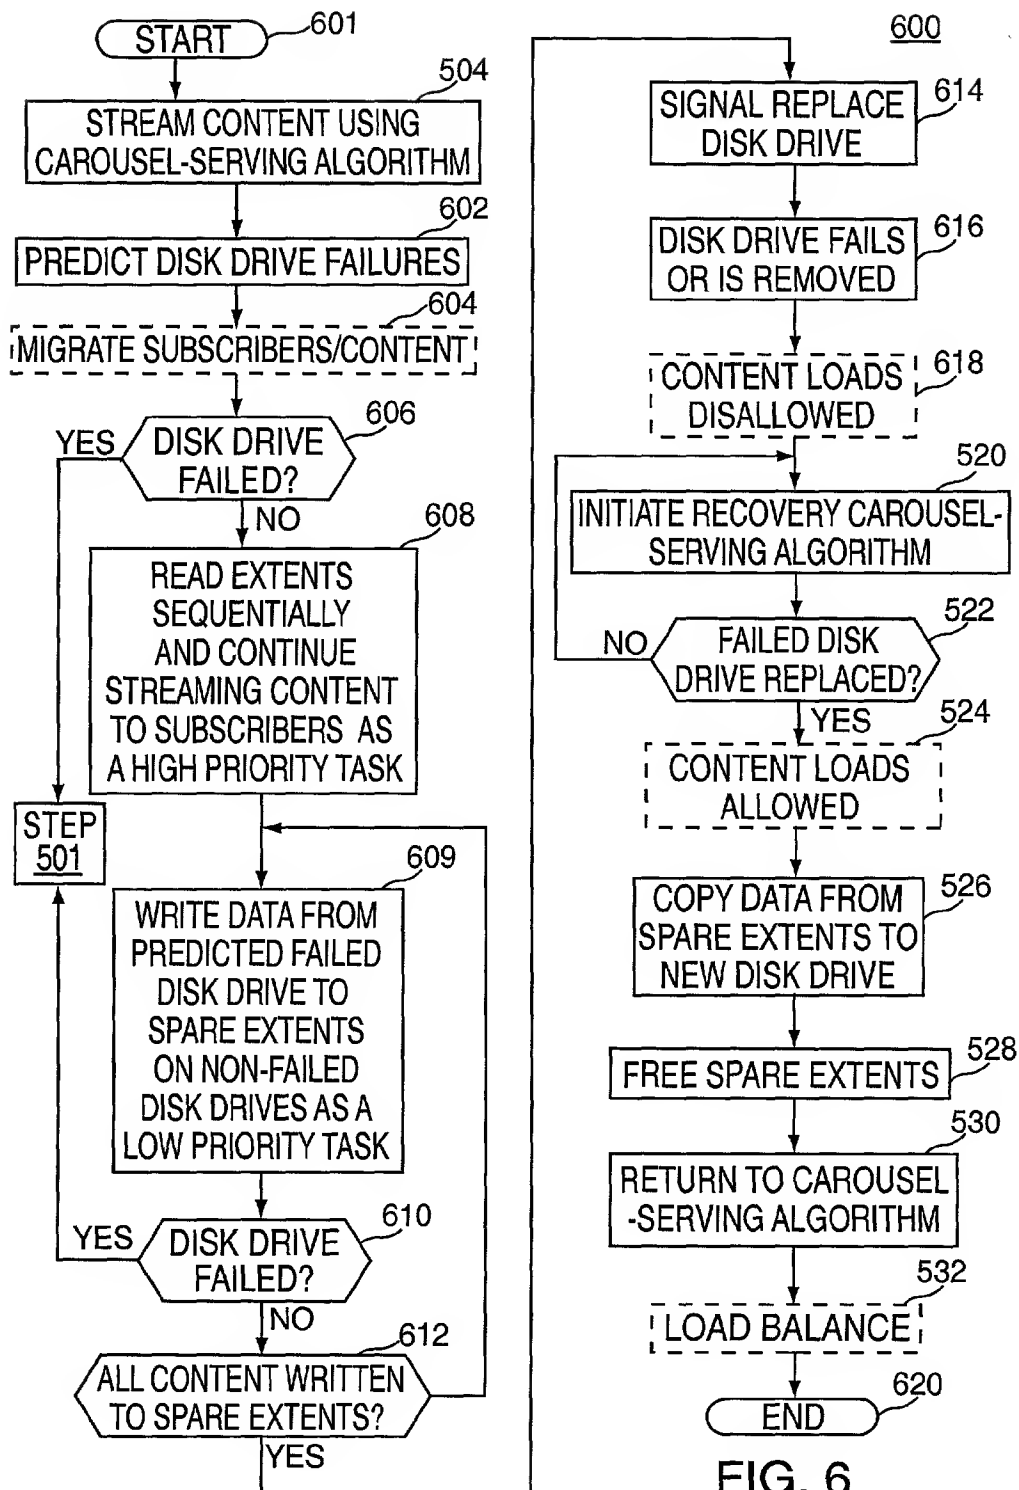 START
601
504
STREAM CONTENT USING
CAROUSEL-SERVING ALGORITHM
602
PREDICT DISK DRIVE FAILURES
604
MIGRATE SUBSCRIBERS/CONTENT
606
YES
DISK DRIVE
FAILED?
NO
608
READ EXTENTS
SEQUENTIALLY
AND CONTINUE
STREAMING CONTENT
TO SUBSCRIBERS AS
A HIGH PRIORITY TASK
STEP
501
609
WRITE DATA FROM
PREDICTED FAILED
DISK DRIVE TO
SPARE EXTENTS
ON NON-FAILED
DISK DRIVES AS A
LOW PRIORITY TASK
610
YES
DISK DRIVE
FAILED?
NO
612
ALL CONTENT WRITTEN
TO SPARE EXTENTS?
YES
600
SIGNAL REPLACE
DISK DRIVE
614
DISK DRIVE FAILS
OR IS REMOVED
616
CONTENT LOADS
DISALLOWED
618
520
INITIATE RECOVERY CAROUSEL-
SERVING ALGORITHM
522
NO
FAILED DISK
DRIVE REPLACED?
YES
524
CONTENT LOADS
ALLOWED
COPY DATA FROM
SPARE EXTENTS TO
NEW DISK DRIVE
526
FREE SPARE EXTENTS
528
530
RETURN TO CAROUSEL
-SERVING ALGORITHM
532
LOAD BALANCE
620
END
FIG. 6